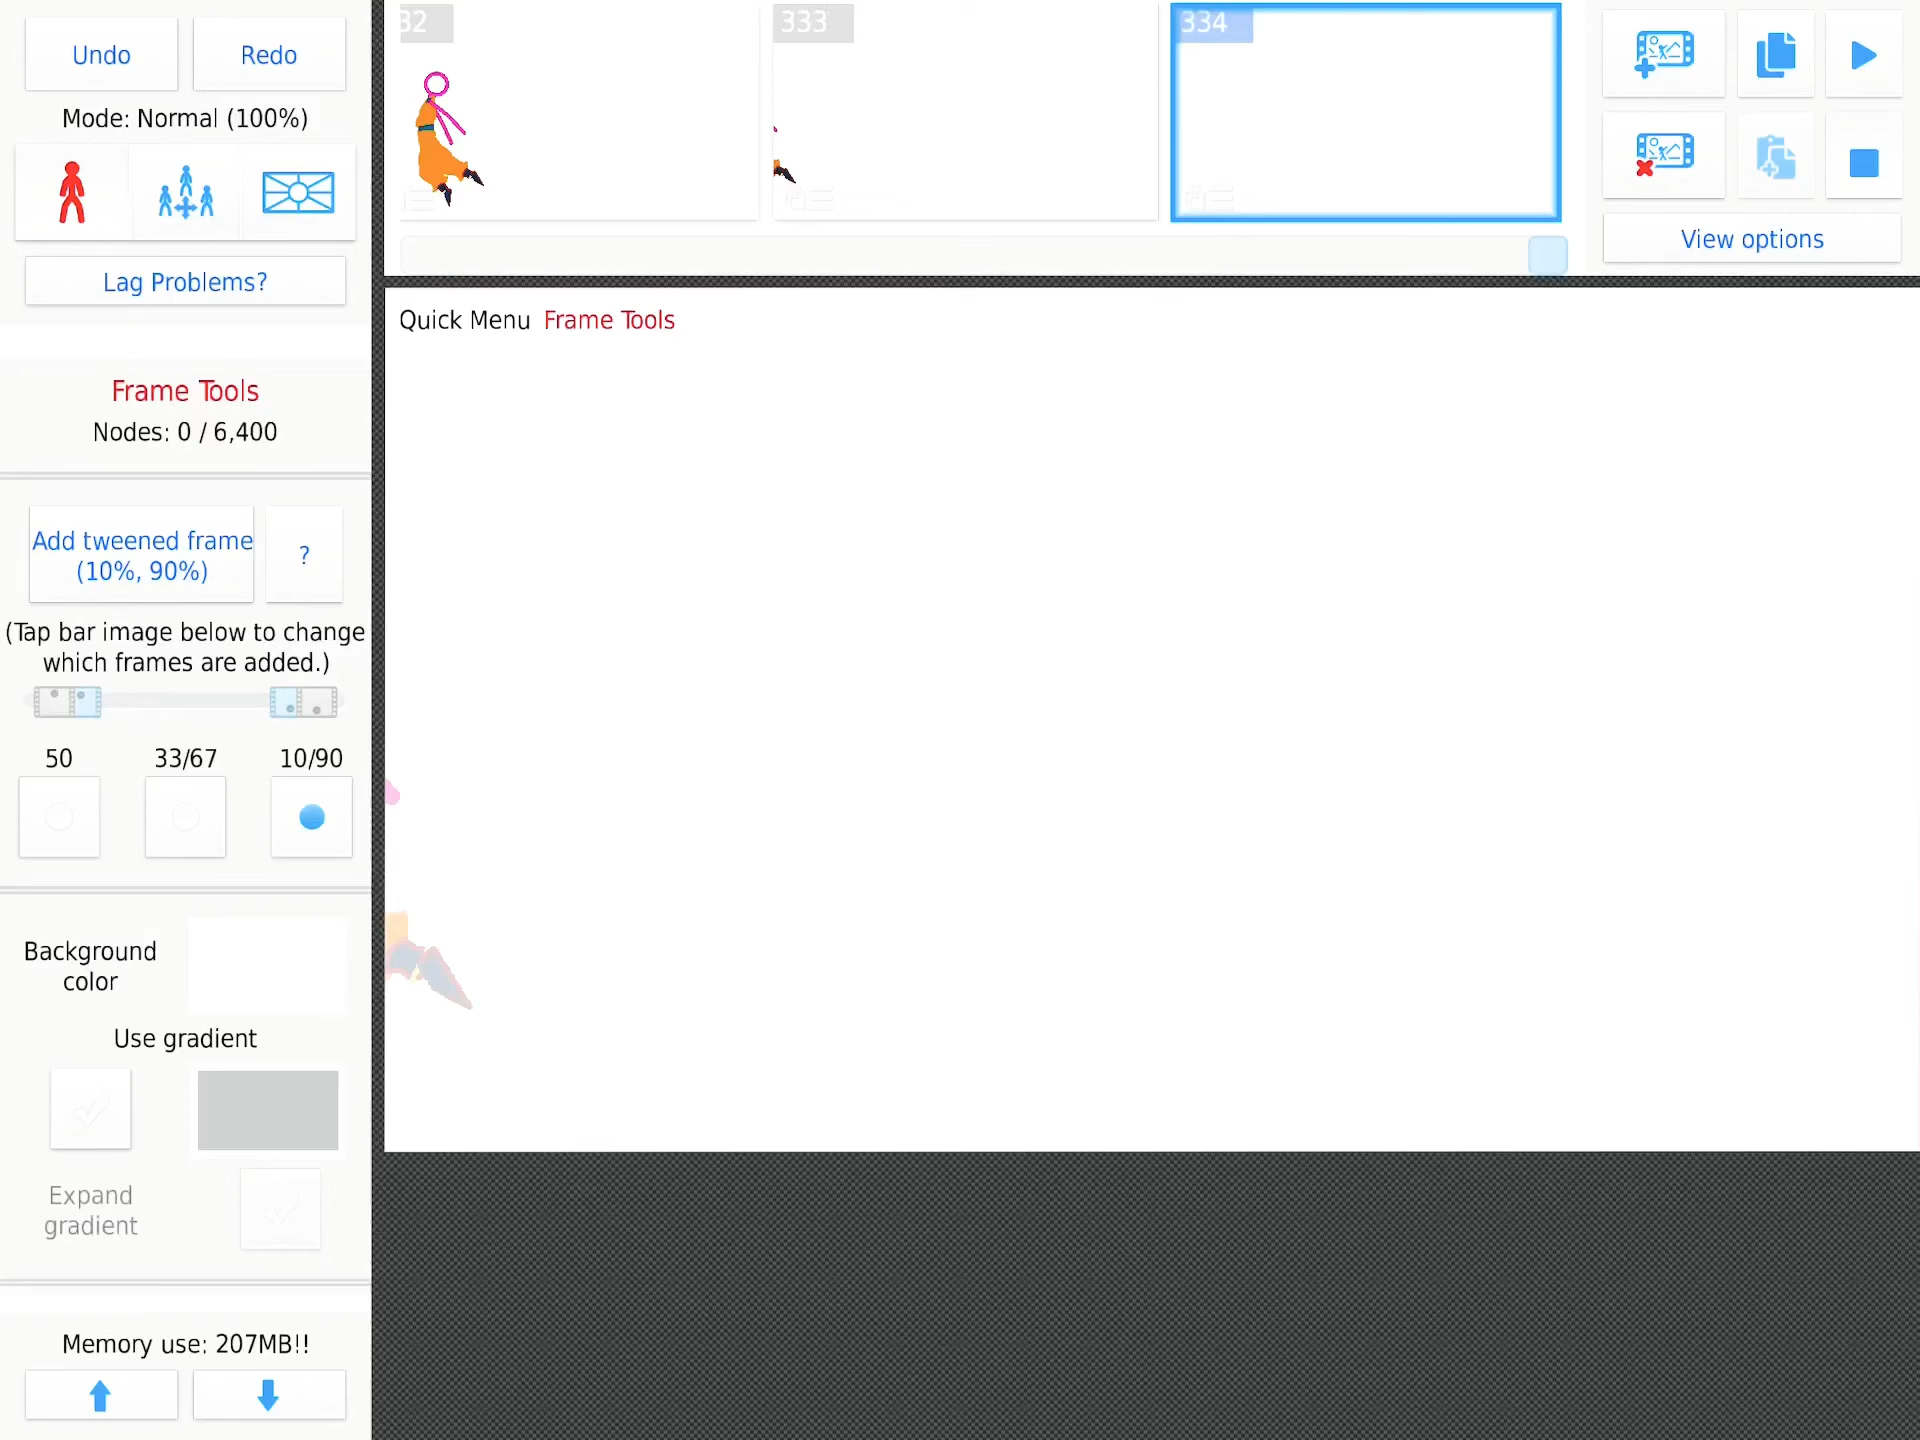 Undo
Redo
Mode: Normal (100%)
Lag Problems?
Frame Tools
Nodes: 0 / 6,400
Add tweened frame
(10%, 90%)
?
(Tap bar image below to change
which frames are added.)
50
33/67
10/90
Background
color
Use gradient
Expand
gradient
Memory use: 207MB!!
32
333
334
View options
Quick Menu Frame Tools